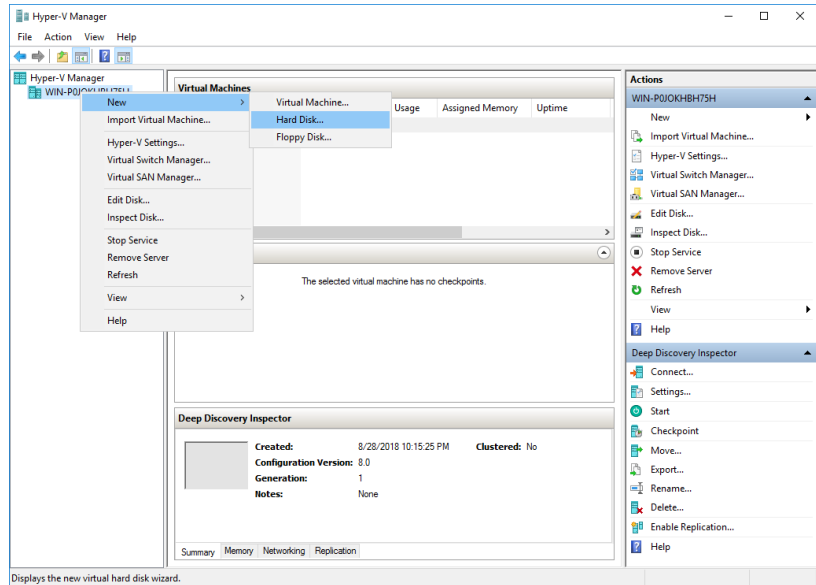 Hyper-V Manager
File Action View Help
Hyper-V Manager
WIN-P0JOKHBH75H
New
Import Virtual Machine...
Hyper-V Settings...
Virtual Switch Manager...
Virtual SAN Manager...
Edit Disk...
Inspect Disk...
Stop Service
Remove Server
Refresh
View
Help
Virtual Machine...
Hard Disk...
Floppy Disk...
Virtual Machines
Usage Assigned Memory Uptime
The selected virtual machine has no checkpoints.
Deep Discovery Inspector
Created: 8/28/2018 10:15:25 PM Clustered: No
Configuration Version: 8.0
Generation: 1
Notes: None
Summary Memory Networking Replication
Actions
WIN-P0JOKHBH75H
New
Import Virtual Machine...
Hyper-V Settings...
Virtual Switch Manager...
Virtual SAN Manager...
Edit Disk...
Inspect Disk...
Stop Service
Remove Server
Refresh
View
Help
Deep Discovery Inspector
Connect...
Settings...
Start
Checkpoint
Move...
Export...
Rename...
Delete...
Enable Replication...
Help
Displays the new virtual hard disk wizard.